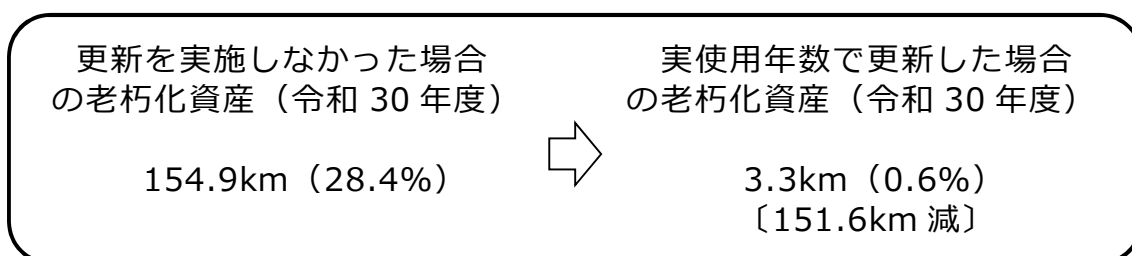 更新を実施しなかった場合
の老朽化資産（令和 30 年度）
154.9km（28.4%）
実使用年数で更新した場合
の老朽化資産（令和 30 年度）
3.3km（0.6%）
〔151.6km 減〕